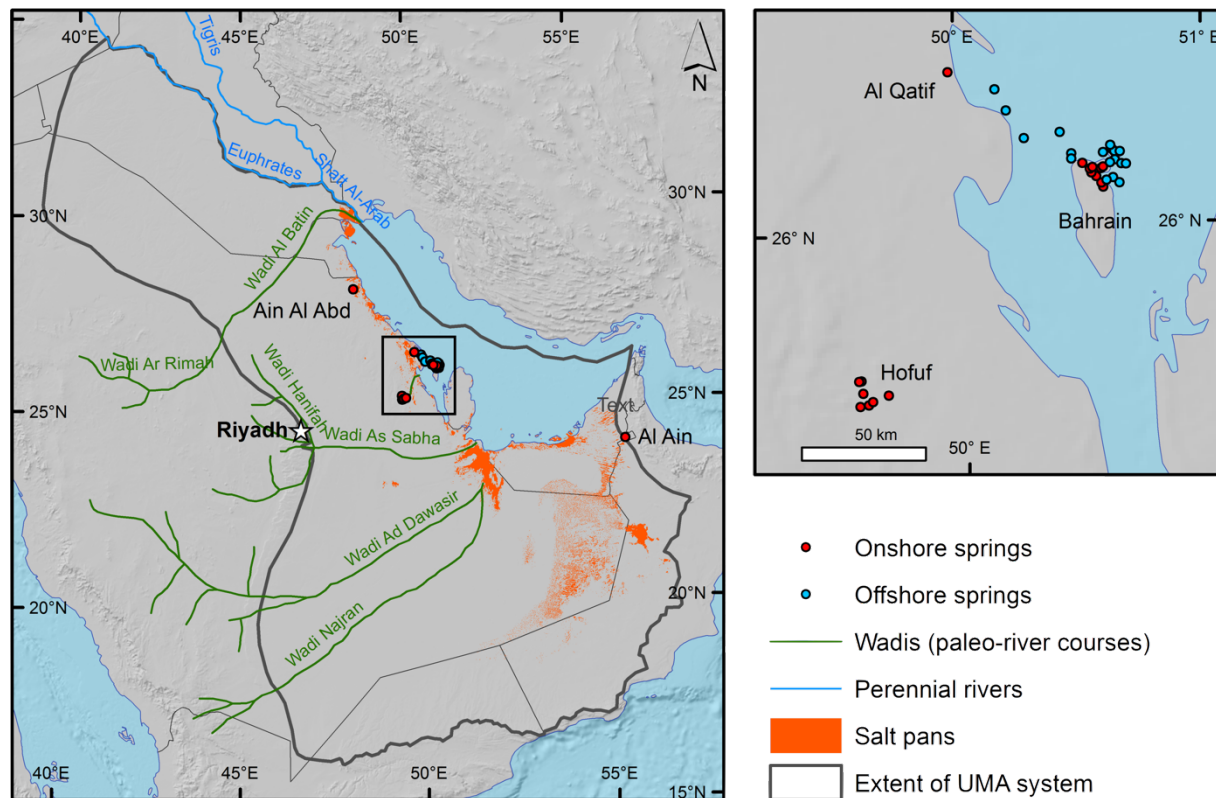 40°E
45°E
50°E
55°E
Tigris
N
Euphrates
Shatt Al-Arab
30°N
30°N
Wadi Al Batin
Ain Al Abd
Wadi Ar Rimah
Wadi Hanifah
25°N
25°N
Text
Riyadh
Wadi As Sabha
Al Ain
Wadi Ad Dawasir
20°N
20°N
Wadi Najran
40°E
45°E
50°E
55°E
15°N
50° E
51° E
Al Qatif
Bahrain
26° N
26° N
Hofuf
50 km
50° E
Onshore springs
Offshore springs
Wadis (paleo-river courses)
Perennial rivers
Salt pans
Extent of UMA system